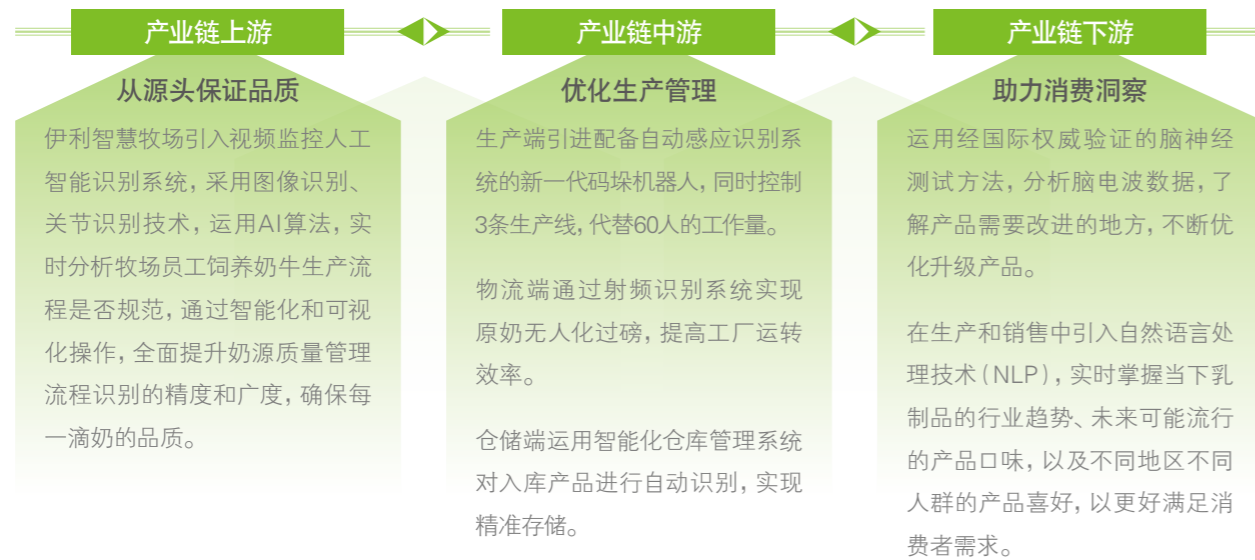 产业链上游
从源头保证品质
伊利智慧牧场引入视频监控人工
智能识别系统,采用图像识别、
关节识别技术,运用AI算法,实
时分析牧场员工饲养奶牛生产流
程是否规范,通过智能化和可视
化操作,全面提升奶源质量管理
流程识别的精度和广度,确保每
一滴奶的品质。
产业链中游
优化生产管理
生产端引进配备自动感应识别系
统的新一代码垛机器人,同时控制
3条生产线,代替60人的工作量。
物流端通过射频识别系统实现
原奶无人化过磅,提高工厂运转
效率。
仓储端运用智能化仓库管理系统
对入库产品进行自动识别,实现
精准存储。
产业链下游
助力消费洞察
运用经国际权威验证的脑神经
测试方法,分析脑电波数据,了
解产品需要改进的地方,不断优
化升级产品。
在生产和销售中引入自然语言处
理技术(NLP),实时掌握当下乳
制品的行业趋势、未来可能流行
的产品口味,以及不同地区不同
人群的产品喜好,以更好满足消
费者需求。